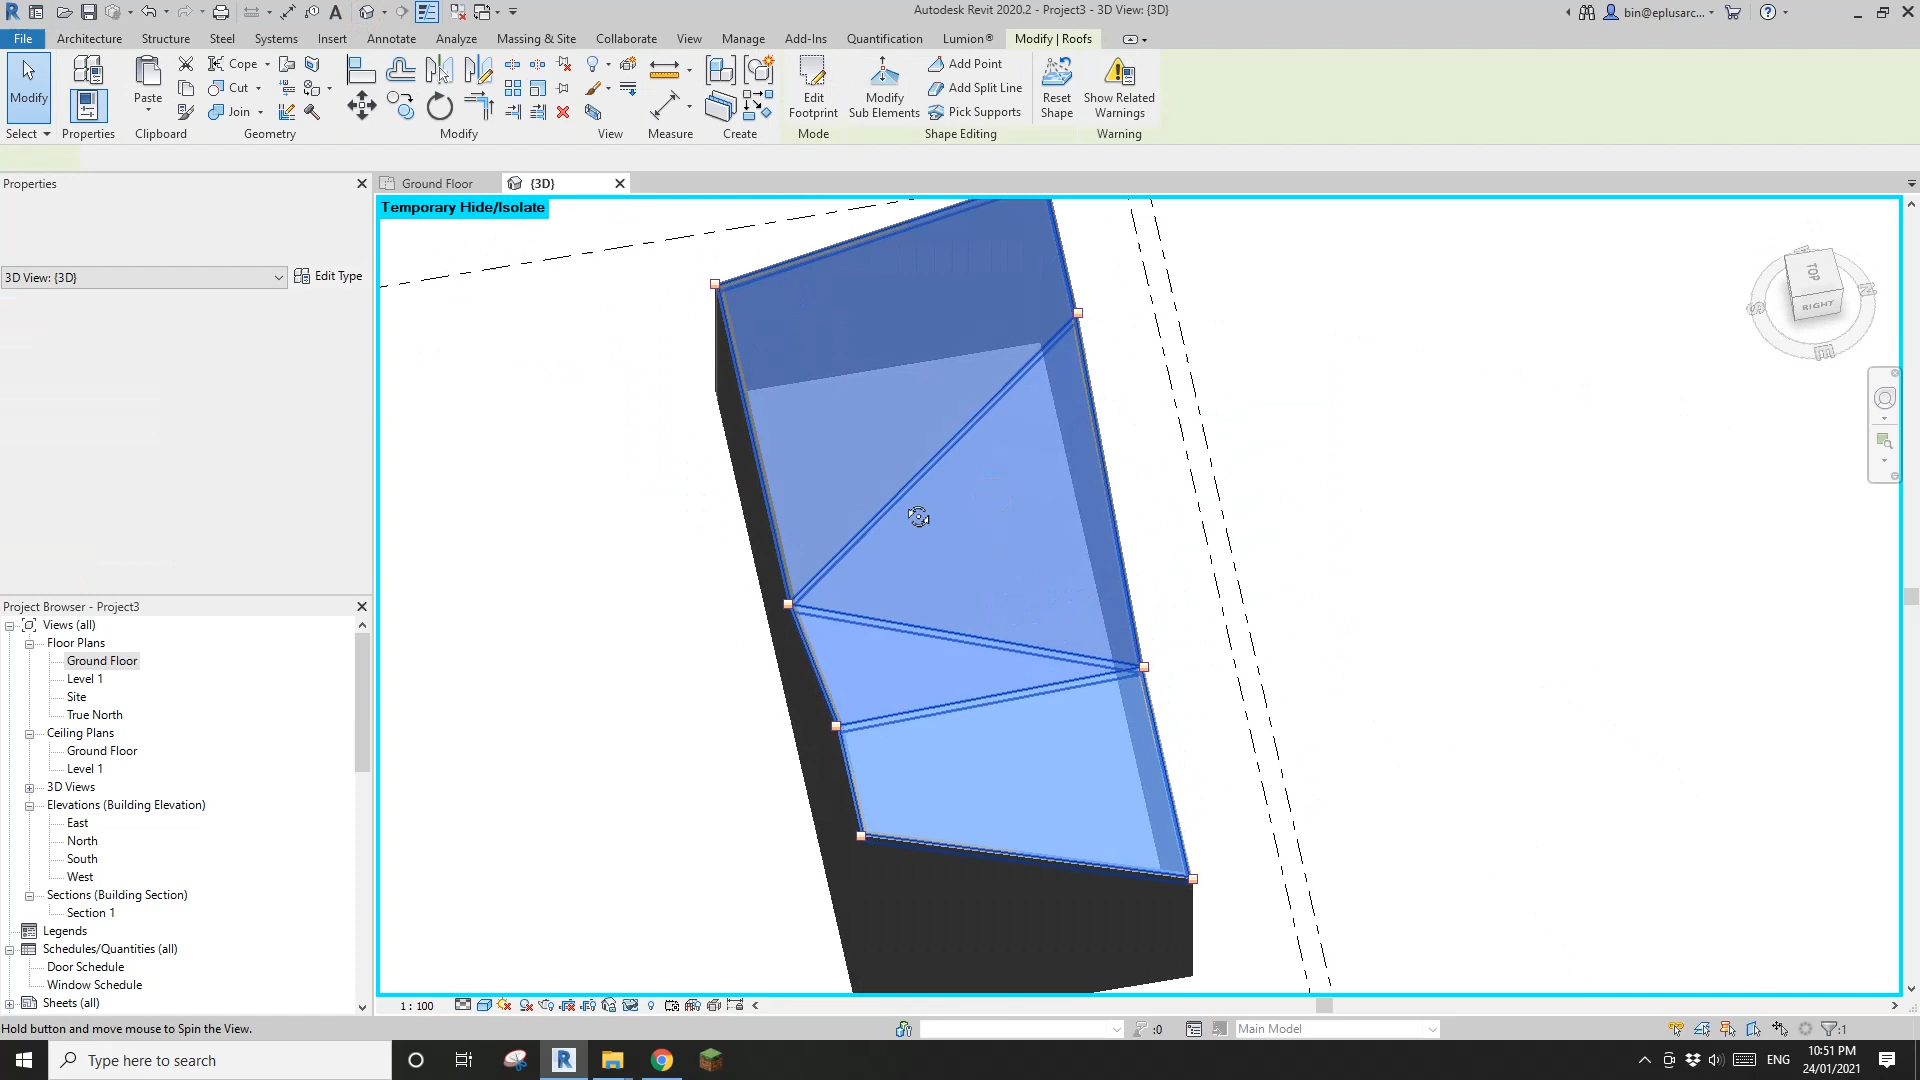 Autodesk Revit 2020.2 - Project3 - 3D View: {3D}
bin@eplusarc...
File Architecture Structure Steel Systems Insert Annotate Analyze Massing & Site Collaborate View Manage Add-Ins Quantification Lumion® Modify | Roofs
Modify
Paste
Cope
Cut
Join
Edit Footprint
Modify Sub Elements
Add Point
Add Split Line
Pick Supports
Reset Shape
Show Related Warnings
Select Properties Clipboard Geometry Modify View Measure Create Mode Shape Editing Warning
Properties
Ground Floor
{3D}
Temporary Hide/Isolate
3D View: {3D}
Edit Type
TOP
RIGHT
S
N
E
Project Browser - Project3
Views (all)
Floor Plans
Ground Floor
Level 1
Site
True North
Ceiling Plans
Ground Floor
Level 1
3D Views
Elevations (Building Elevation)
East
North
South
West
Sections (Building Section)
Section 1
Legends
Schedules/Quantities (all)
Door Schedule
Window Schedule
Sheets (all)
1 : 100
Hold button and move mouse to Spin the View.
:0
Main Model
:1
Type here to search
ENG
10:51 PM
24/01/2021